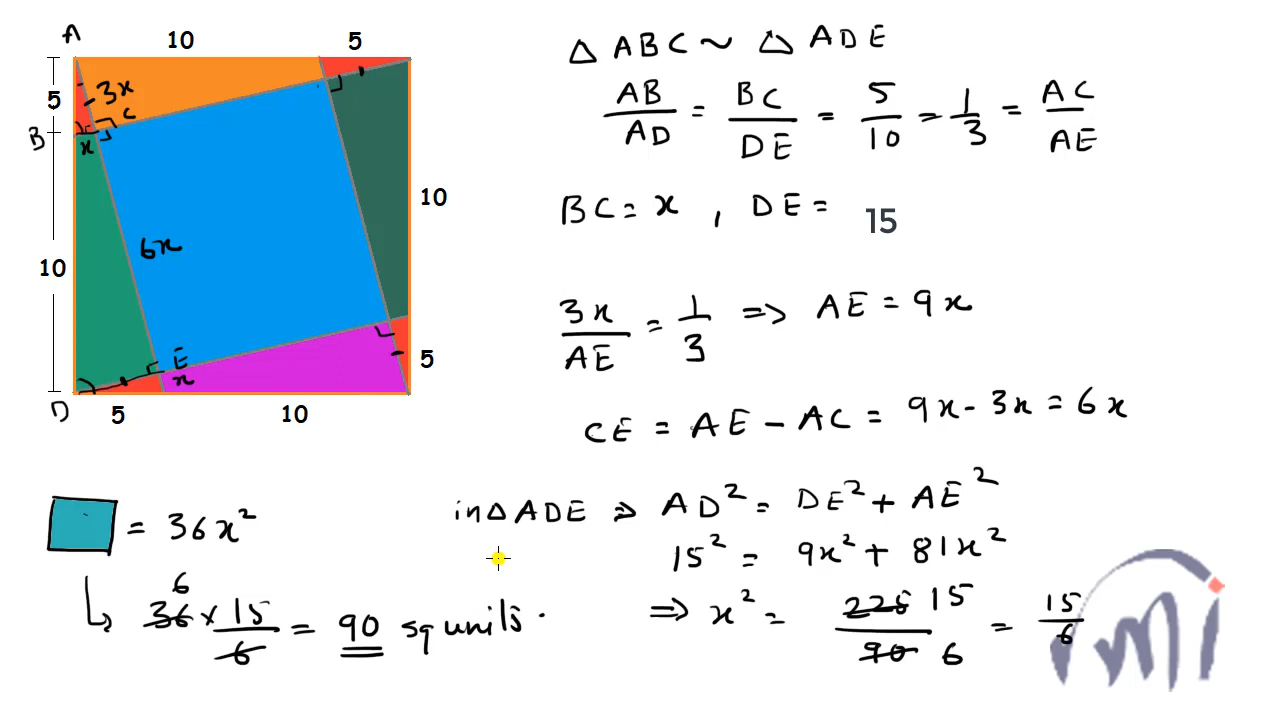 A
10
5
Δ ABC ~ Δ ADE
5
3x
C
B
x
AB/AD = BC/DE = 5/10 = 1/3 = AC/AE
10
BC = x , DE = 15
6x
10
3x/AE = 1/3 => AE = 9x
E
x
5
D
5
10
CE = AE - AC = 9x - 3x = 6x
= 36x²
in Δ ADE => AD² = DE² + AE²
15² = 9x² + 81x²
6
36 x 15/6 = 90 sq units.
=> x² = 225 15 / 90 6 = 15/6
mi